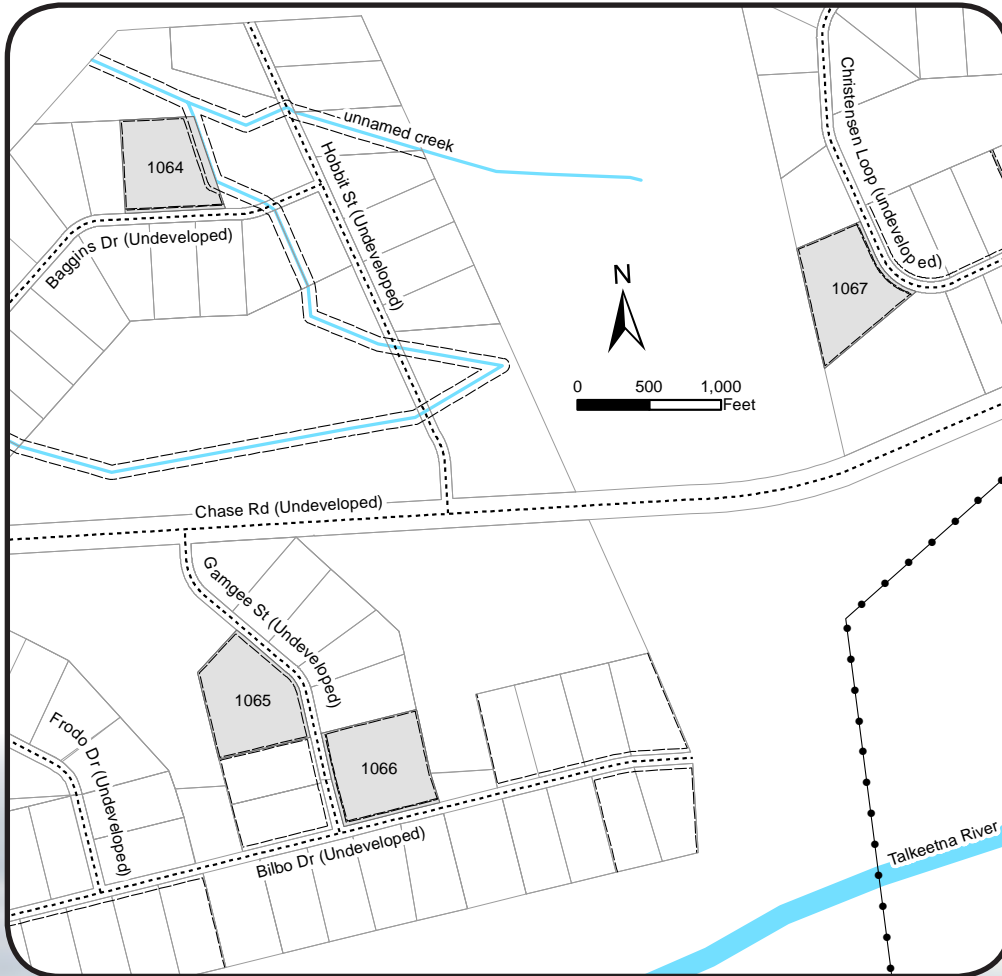 unnamed creek
Christensen Loop (undeveloped)
1064
Hobbit St (Undeveloped)
Baggins Dr (Undeveloped)
N
1067
0 500 1,000
Feet
Chase Rd (Undeveloped)
Gamgee St (Undeveloped)
1065
Frodo Dr (Undeveloped)
1066
Bilbo Dr (Undeveloped)
Talkeetna River